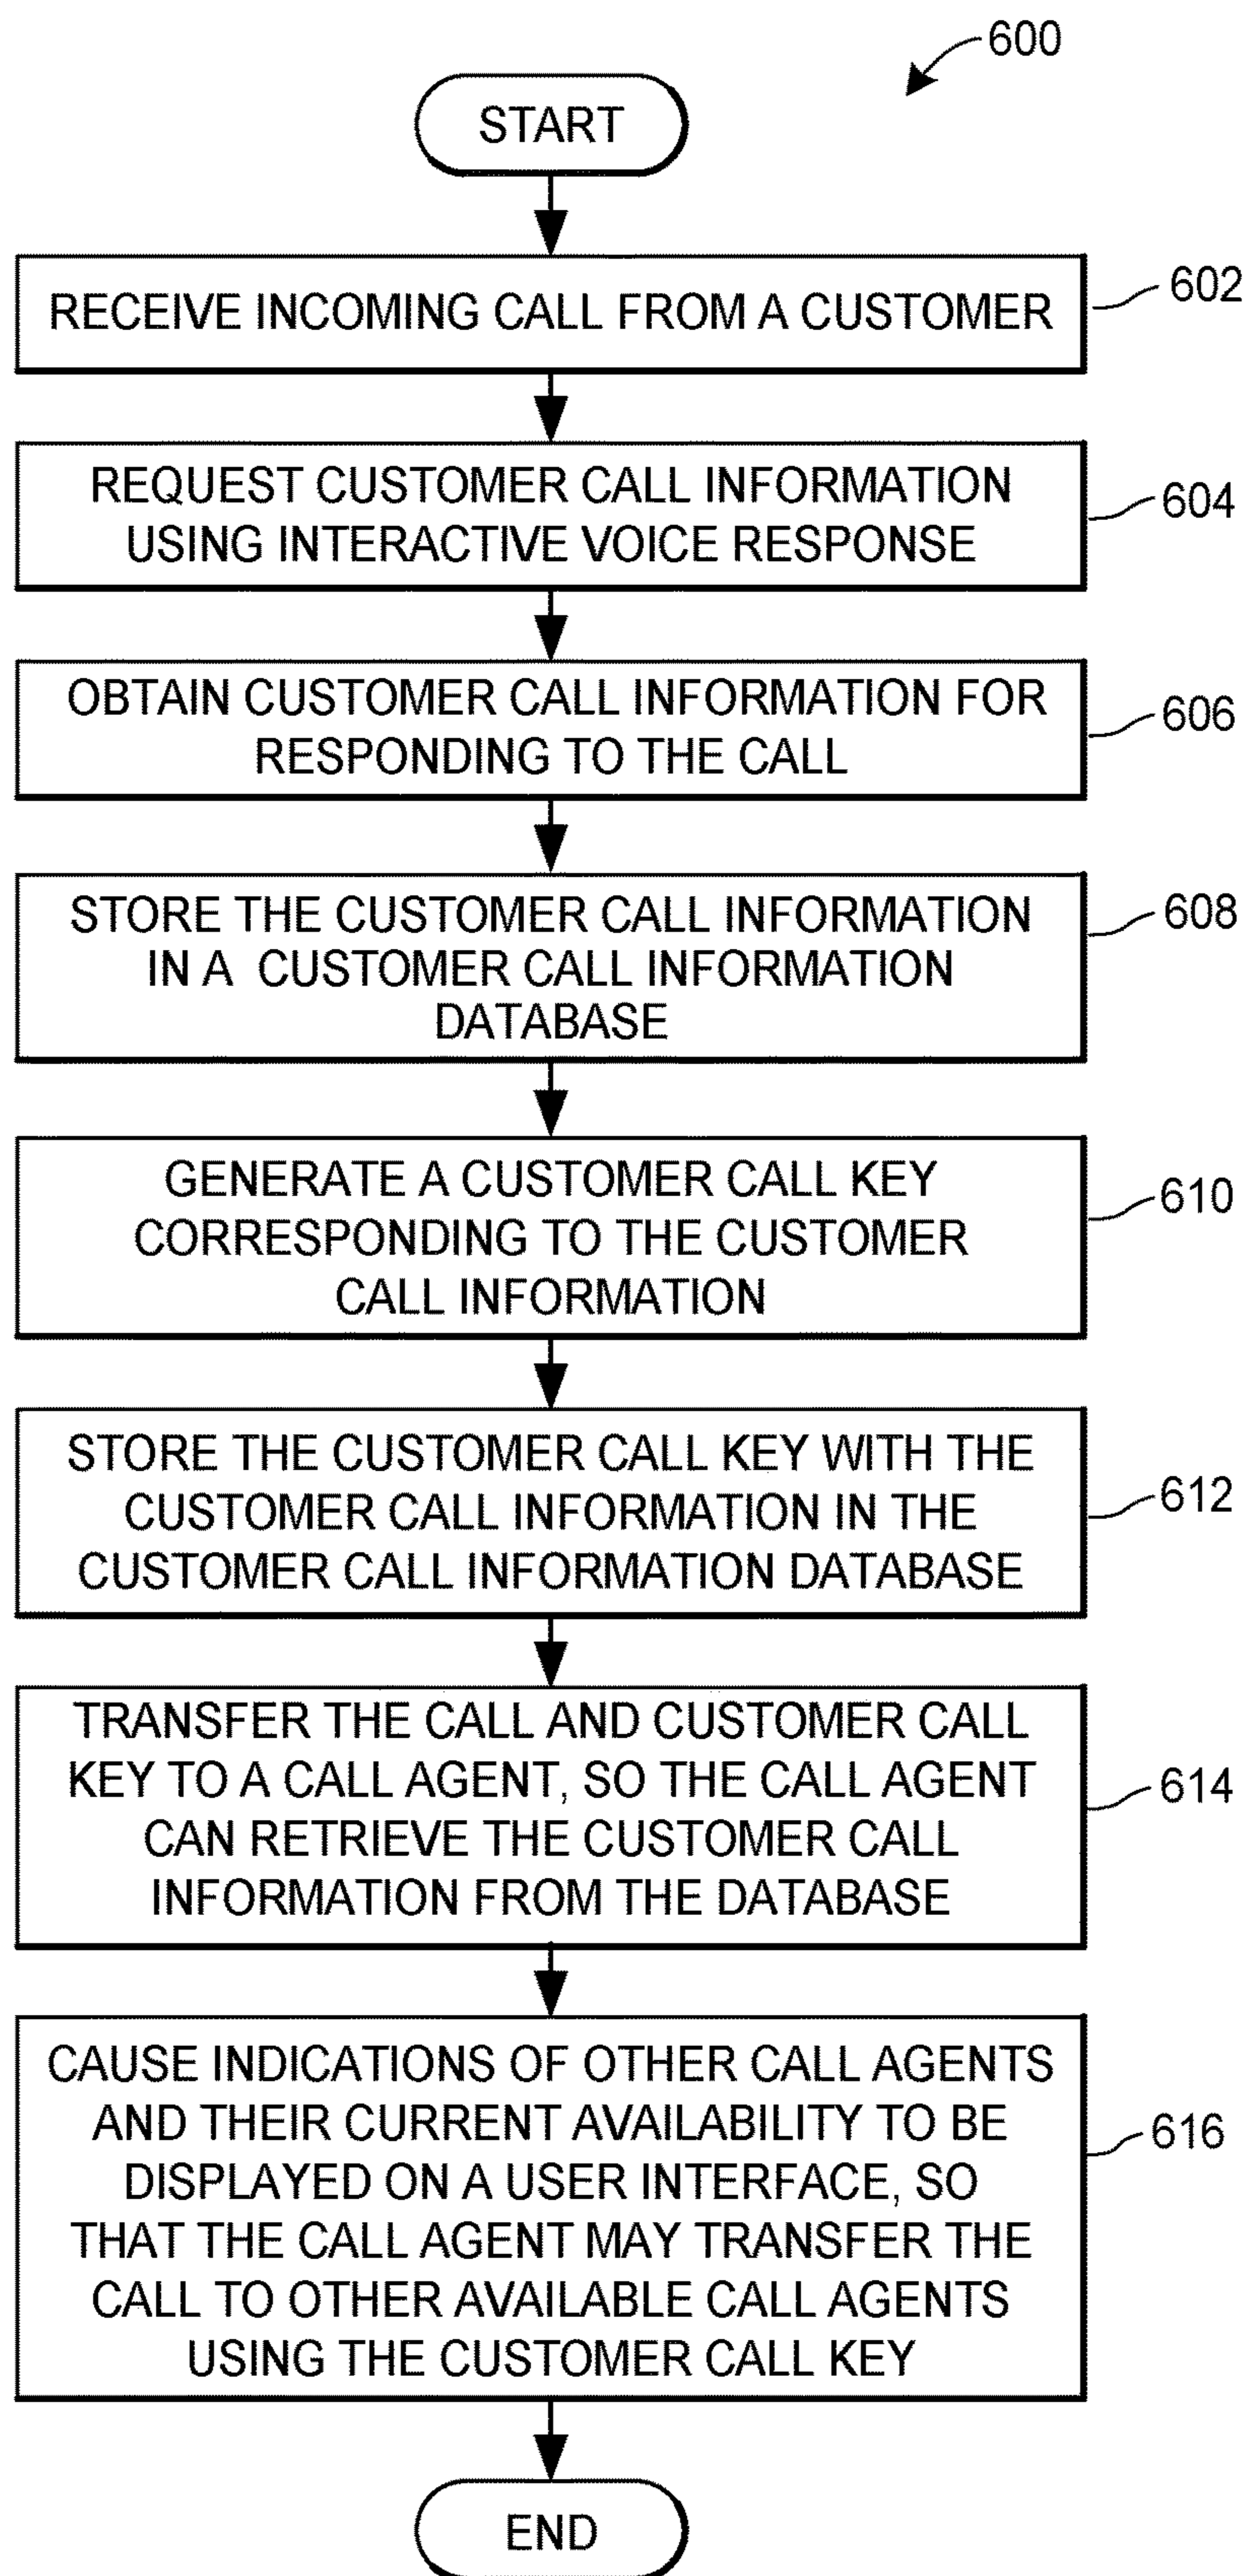 600
START
RECEIVE INCOMING CALL FROM A CUSTOMER
602
REQUEST CUSTOMER CALL INFORMATION
USING INTERACTIVE VOICE RESPONSE
604
OBTAIN CUSTOMER CALL INFORMATION FOR
RESPONDING TO THE CALL
606
STORE THE CUSTOMER CALL INFORMATION
IN A CUSTOMER CALL INFORMATION
DATABASE
608
GENERATE A CUSTOMER CALL KEY
CORRESPONDING TO THE CUSTOMER
CALL INFORMATION
610
STORE THE CUSTOMER CALL KEY WITH THE
CUSTOMER CALL INFORMATION IN THE
CUSTOMER CALL INFORMATION DATABASE
612
TRANSFER THE CALL AND CUSTOMER CALL
KEY TO A CALL AGENT, SO THE CALL AGENT
CAN RETRIEVE THE CUSTOMER CALL
INFORMATION FROM THE DATABASE
614
CAUSE INDICATIONS OF OTHER CALL AGENTS
AND THEIR CURRENT AVAILABILITY TO BE
DISPLAYED ON A USER INTERFACE, SO
THAT THE CALL AGENT MAY TRANSFER THE
CALL TO OTHER AVAILABLE CALL AGENTS
USING THE CUSTOMER CALL KEY
616
END